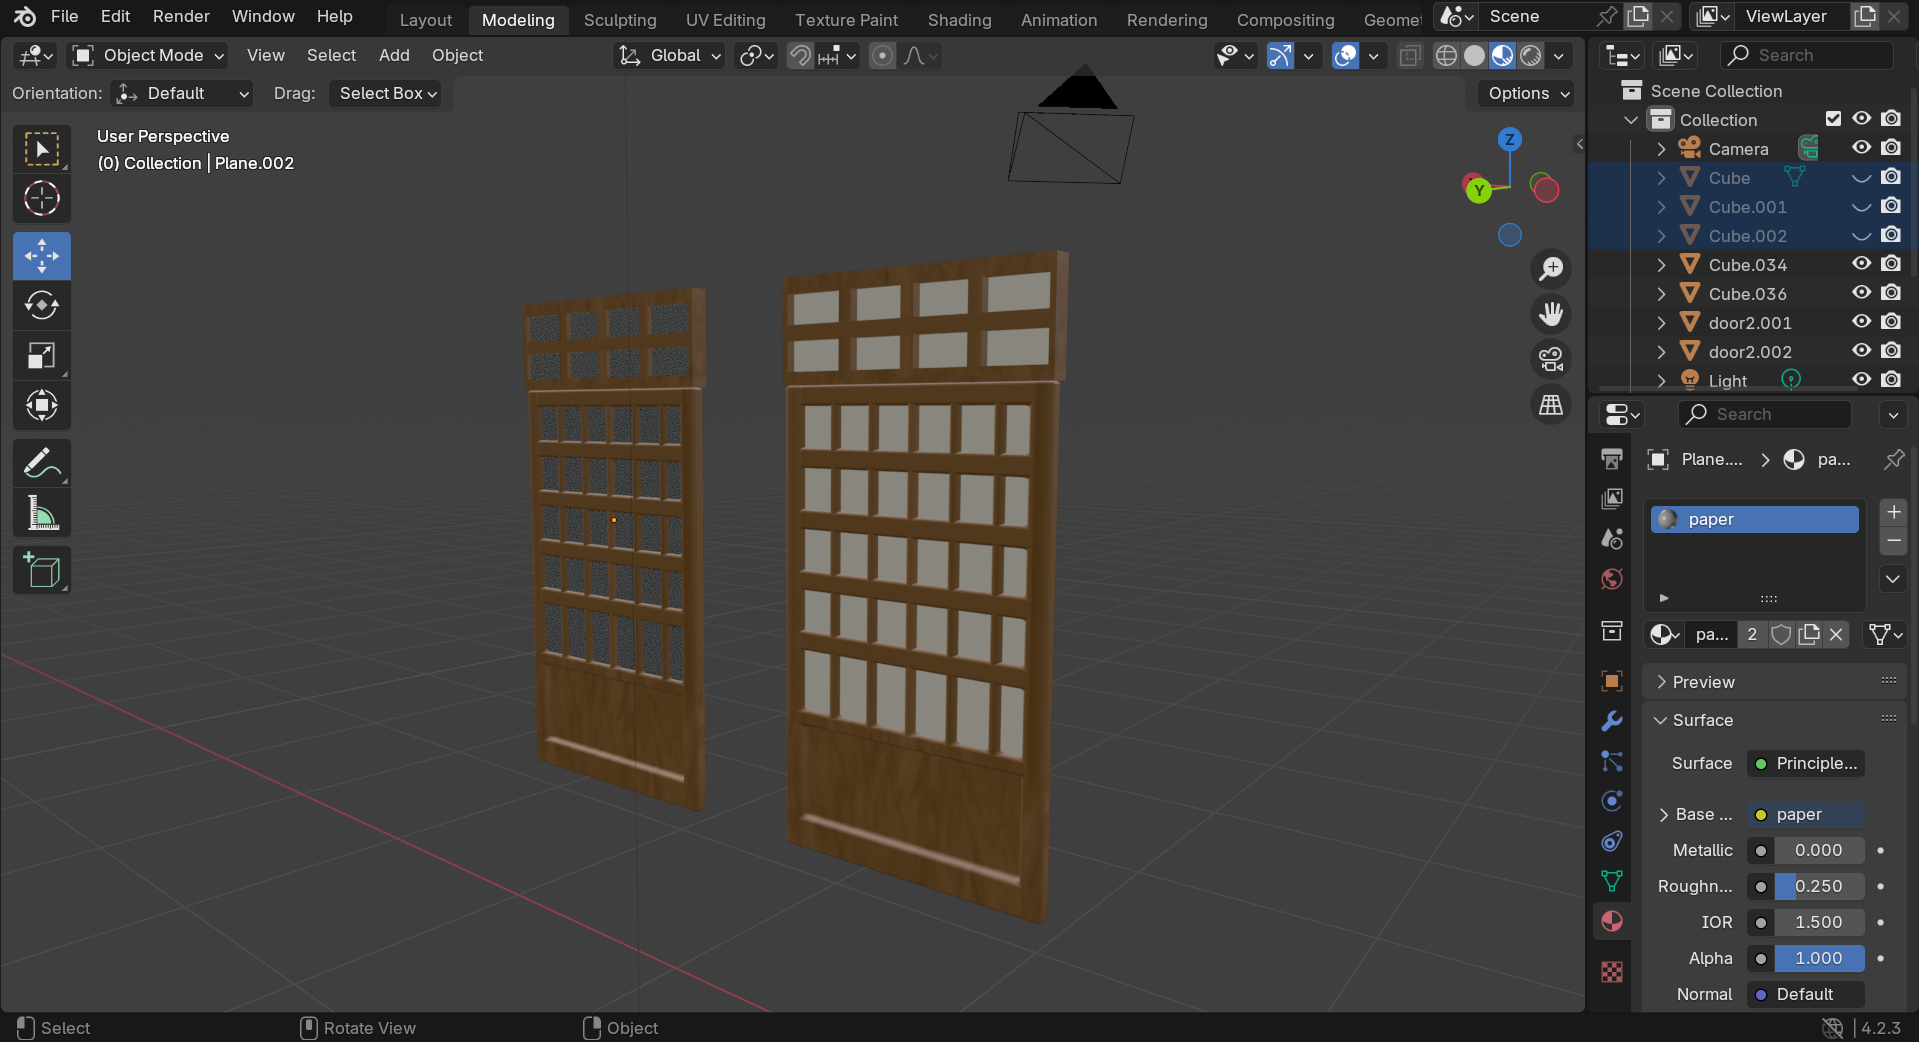 File Edit Render Window Help Layout Modeling Sculpting UV Editing Texture Paint Shading Animation Rendering Compositing Geomet Scene ViewLayer
Object Mode View Select Add Object Global Search
Orientation: Default Drag: Select Box Options
User Perspective
(0) Collection | Plane.002
Z
Y
Scene Collection
Collection
Camera
Cube
Cube.001
Cube.002
Cube.034
Cube.036
door2.001
door2.002
Light
Search
Plane.... pa...
paper
pa... 2
Preview
Surface
Surface Principle...
Base ... paper
Metallic 0.000
Roughn... 0.250
IOR 1.500
Alpha 1.000
Normal Default
Select Rotate View Object 4.2.3